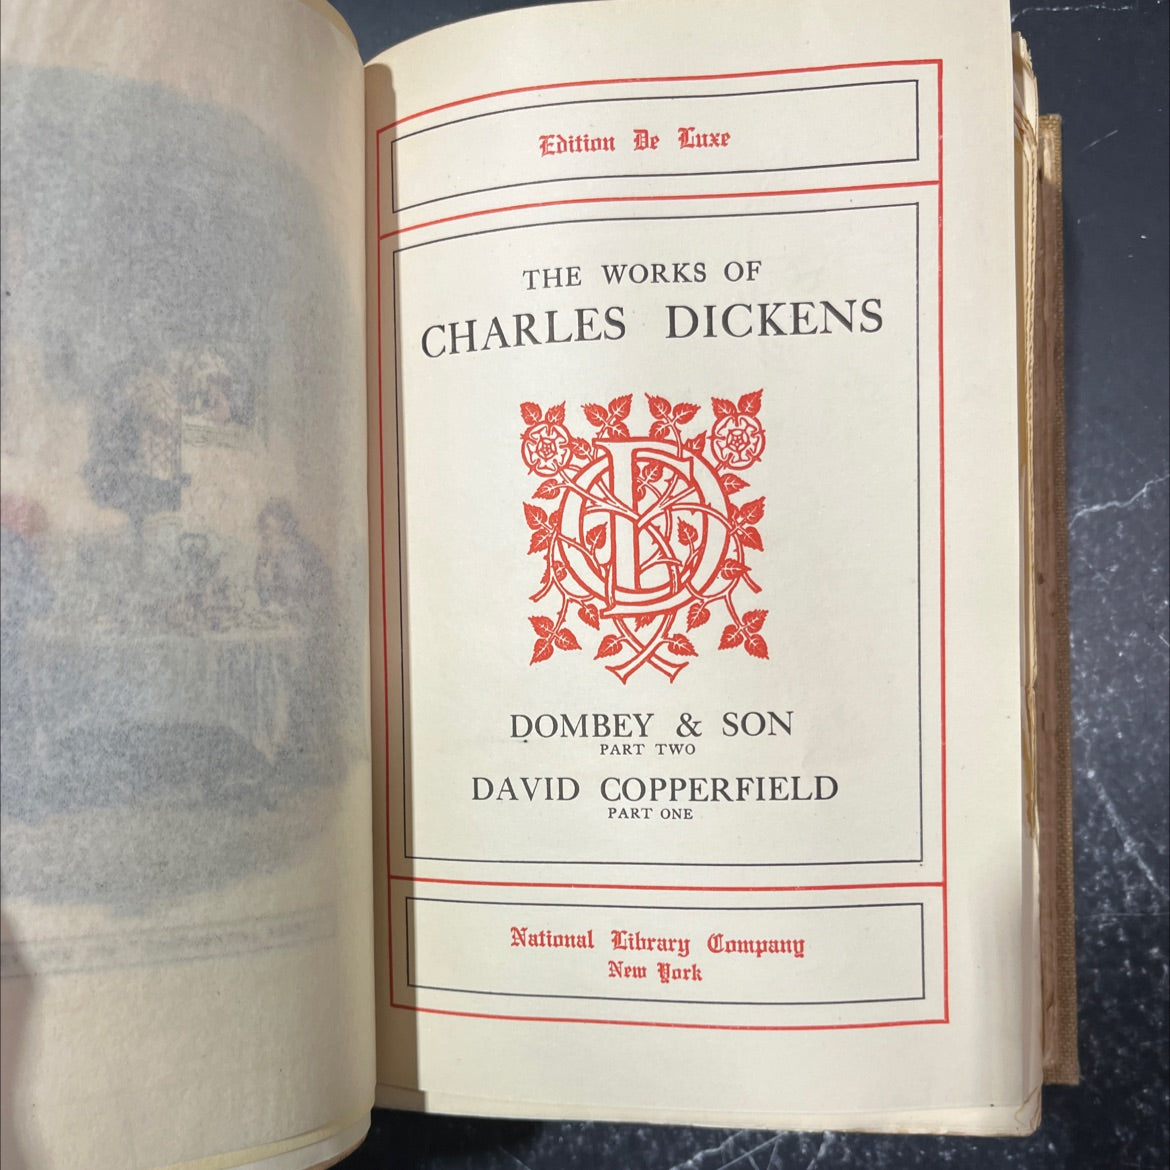 Edition De Luxe
THE WORKS OF
CHARLES DICKENS
DOMBEY & SON
PART TWO
DAVID COPPERFIELD
PART ONE
National Library Company
New York